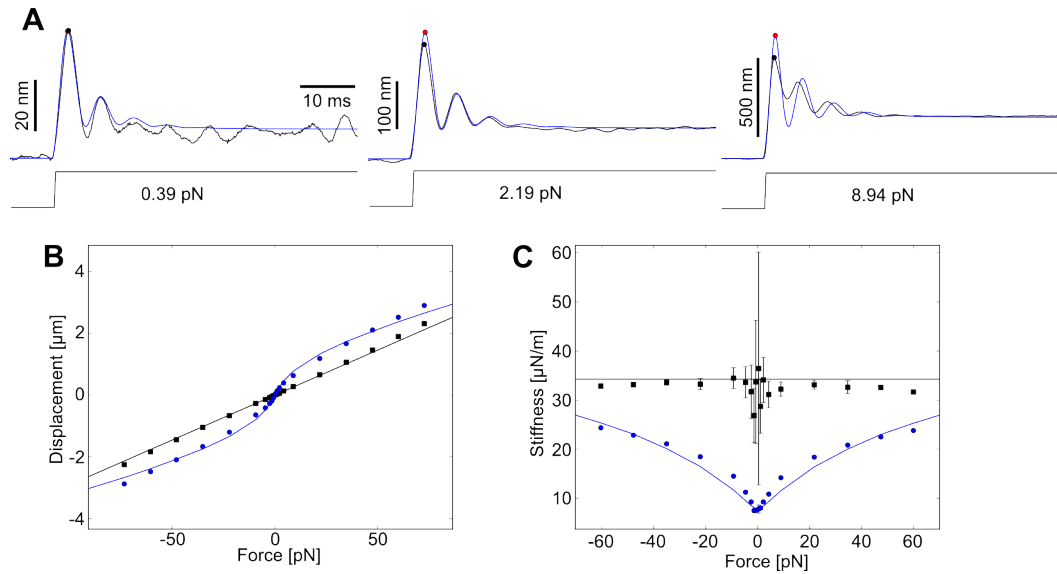 A
20 nm
10 ms
0.39 pN
100 nm
2.19 pN
500 nm
8.94 pN
B
Displacement [µm]
4
2
0
-2
-4
-50
0
50
Force [pN]
C
Stiffness [µN/m]
60
50
40
30
20
10
-60
-40
-20
0
20
40
60
Force [pN]